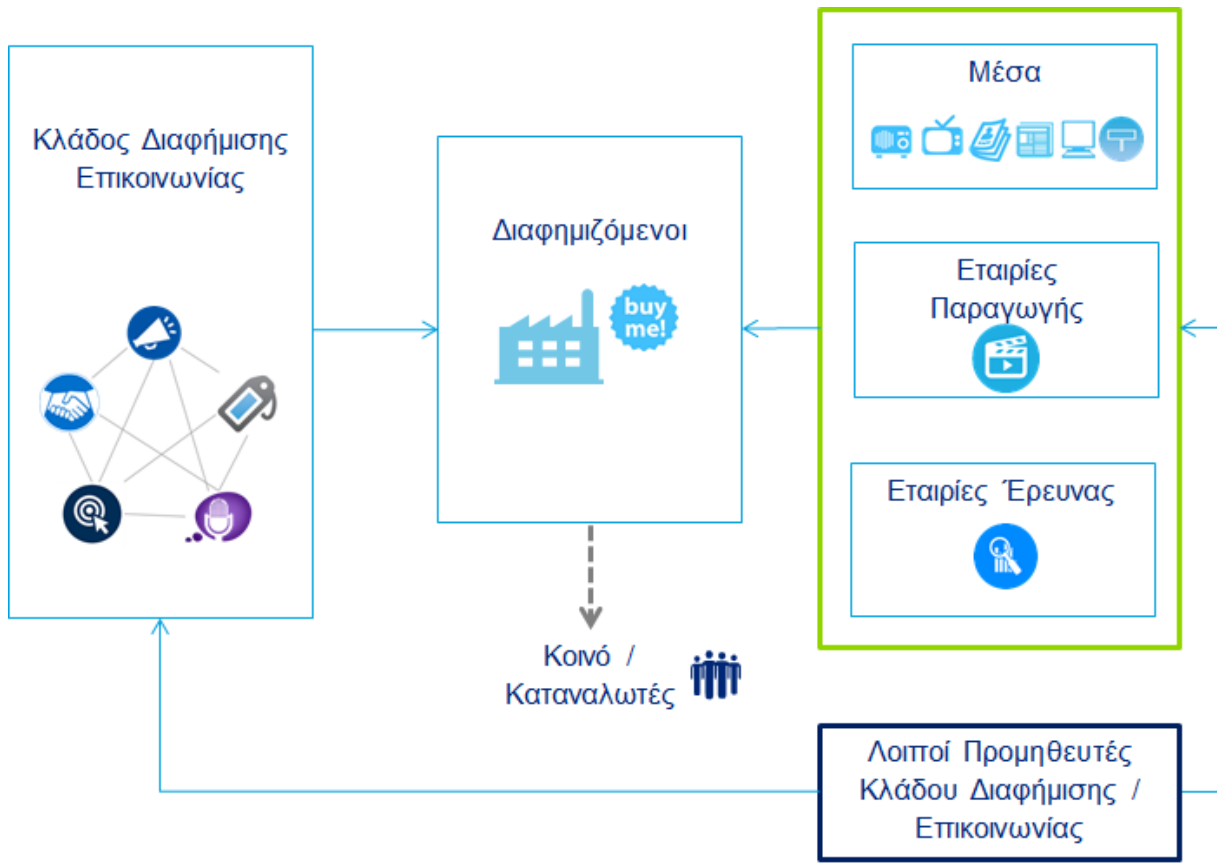 Κλάδος Διαφήμισης
Επικοινωνίας
Διαφημιζόμενοι
buy
me!
Κοινό /
Καταναλωτές
Μέσα
Εταιρίες
Παραγωγής
Εταιρίες Έρευνας
Λοιποί Προμηθευτές
Κλάδου Διαφήμισης /
Επικοινωνίας